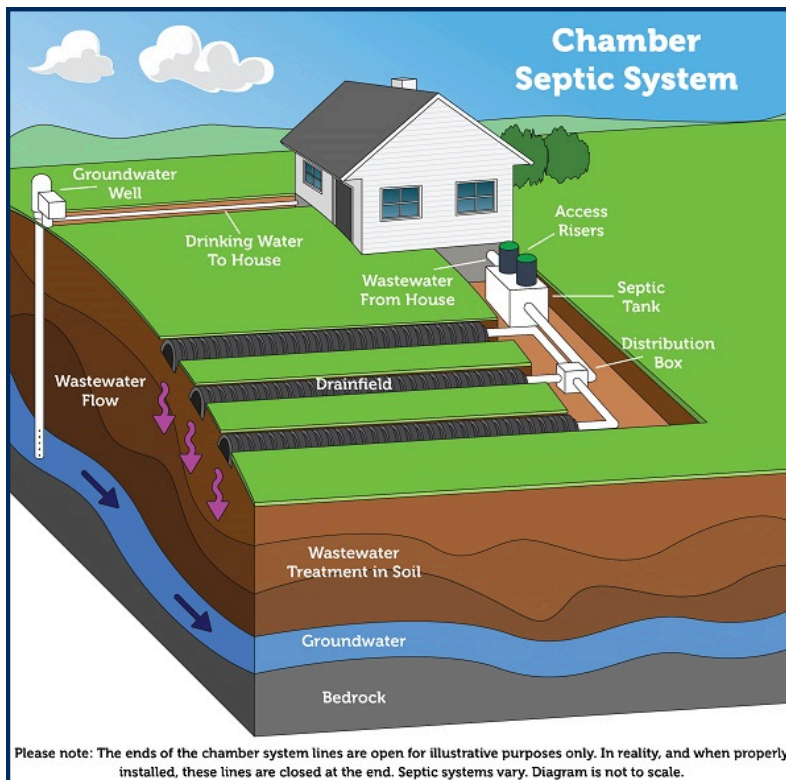 Chamber
Septic System
Groundwater
Well
Drinking Water
To House
Access
Risers
Wastewater
From House
Septic
Tank
Distribution
Box
Wastewater
Flow
Drainfield
Wastewater
Treatment in Soil
Groundwater
Bedrock
Please note: The ends of the chamber system lines are open for illustrative purposes only. In reality, and when properly
installed, these lines are closed at the end. Septic systems vary. Diagram is not to scale.